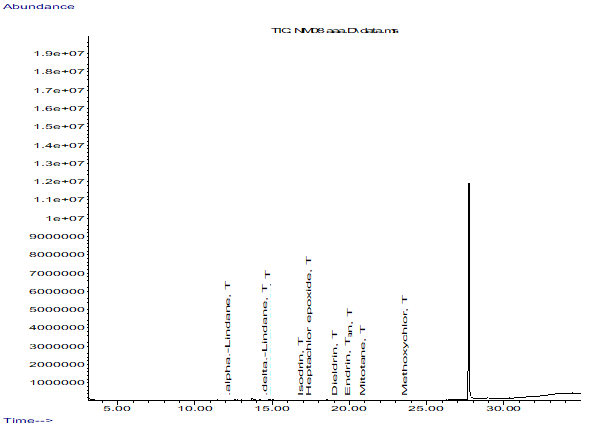 Abundance
TIC: NM08aaa.D\data.ms
1.9e+07
1.8e+07
1.7e+07
1.6e+07
1.5e+07
1.4e+07
1.3e+07
1.2e+07
1.1e+07
1e+07
9000000
8000000
7000000
6000000
5000000
4000000
3000000
2000000
1000000
.alpha.-Lindane, T
.delta.-Lindane, T
, T
Isodrin, T
Heptachlor epoxide, T
Dieldrin, T
Endrin, T
an, T
Mitotane, T
Methoxychlor, T
5.00 10.00 15.00 20.00 25.00 30.00
Time-->